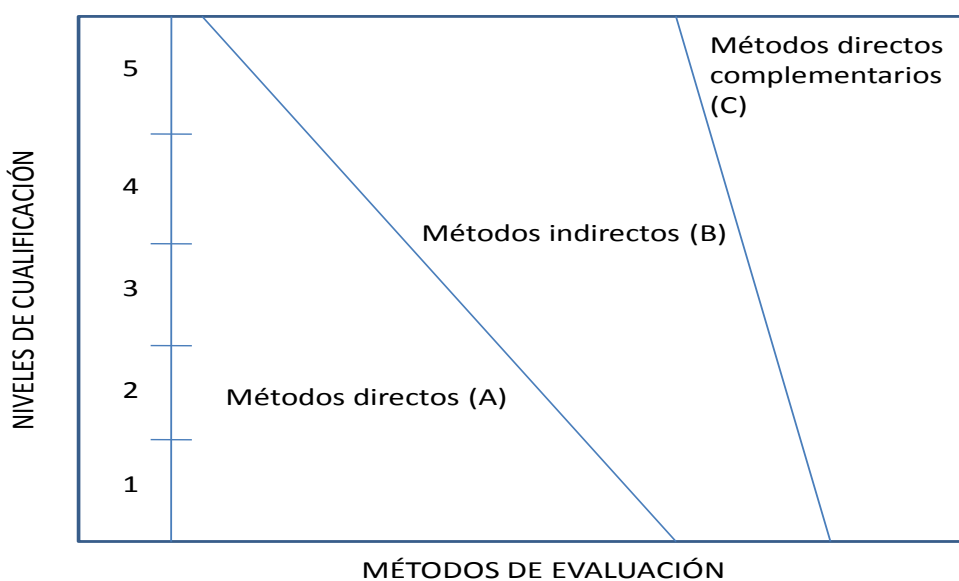 NIVELES DE CUALIFICACIÓN
5
4
3
2
1
Métodos directos
complementarios
(C)
Métodos indirectos (B)
Métodos directos (A)
MÉTODOS DE EVALUACIÓN